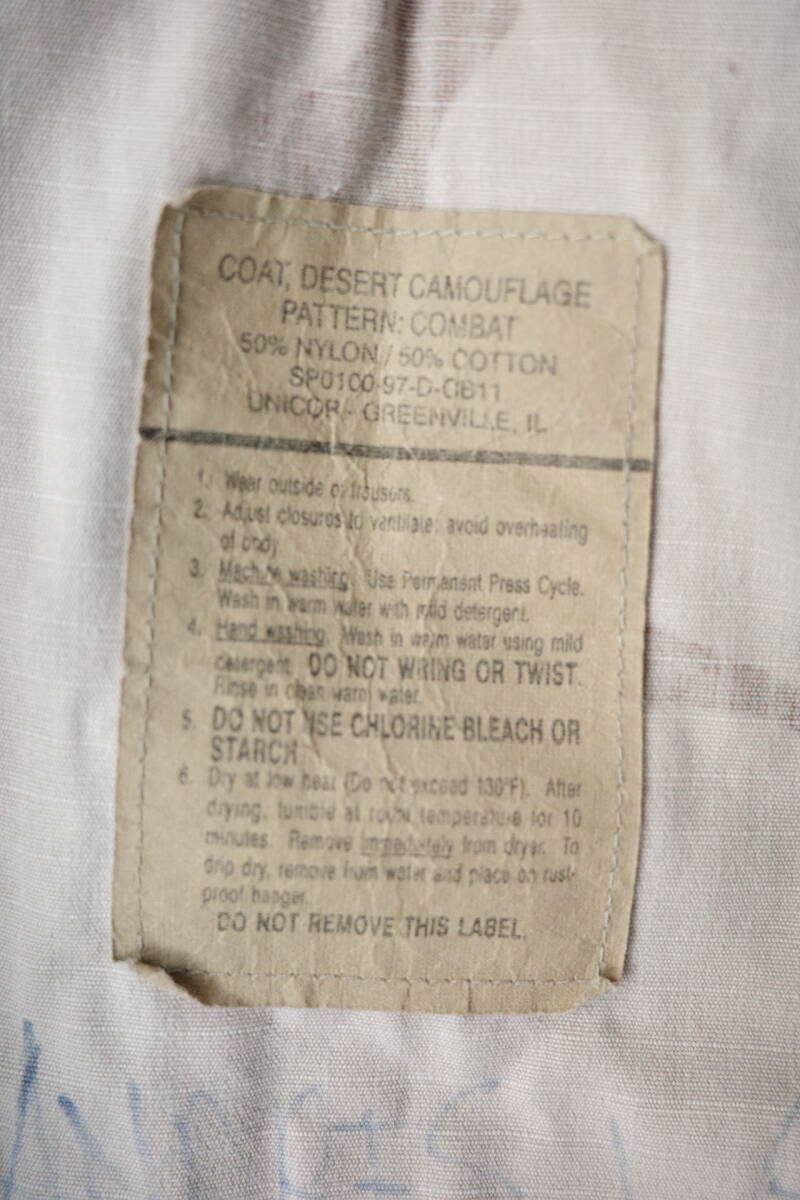 COAT, DESERT CAMOUFLAGE
PATTERN: COMBAT
50% NYLON / 50% COTTON
SP0100-97-D-CB11
UNICOR - GREENVILLE, IL
1. Wear outside of trousers.
2. Adjust closures to ventilate; avoid overheating
of body
3. Machine washing. Use Permanent Press Cycle.
Wash in warm water with mild detergent.
4. Hand washing. Wash in warm water using mild
detergent. DO NOT WRING OR TWIST.
Rinse in clean warm water.
5. DO NOT USE CHLORINE BLEACH OR
STARCH
6. Dry at low heat (Do not exceed 130°F). After
drying, tumble at room temperature for 10
minutes. Remove immediately from dryer. To
drip dry, remove from water and place on rust-
proof hanger.
DO NOT REMOVE THIS LABEL.